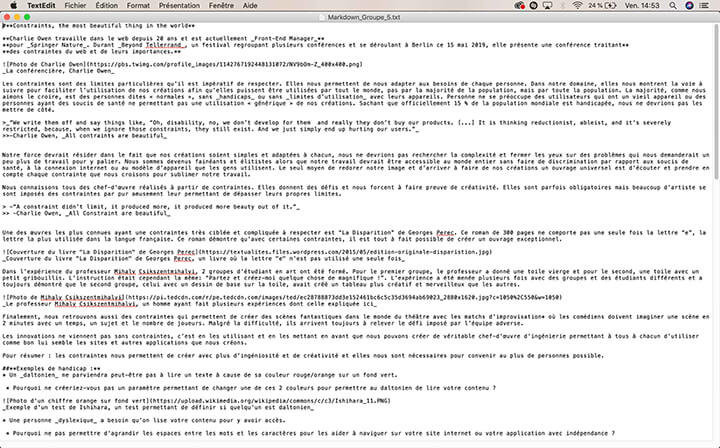 TextEdit Fichier Édition Format Présentation Fenêtre Aide 24 % Ven. 14:53
Markdown_Groupe_5.txt
#**Constraints, the most beautiful thing in the world**
**Charlie Owen travaille dans le web depuis 20 ans et est actuellement _Front-End Manager_**
**pour _Springer Nature_. Durant _Beyond Tellerrand_, un festival regroupant plusieurs conférences et se déroulant à Berlin ce 15 mai 2019, elle présente une conférence traitant**
**des contraintes du web et de leurs importances.**
![Photo de Charlie Owen](https://pbs.twimg.com/profile_images/1142767192448131072/NV9bOm-Z_400x400.png)
_La conférencière, Charlie Owen_
Les contraintes sont des limites particulières qu'il est impératif de respecter. Elles nous permettent de nous adapter aux besoins de chaque personne. Dans notre domaine, elles nous montrent la voie à
suivre pour faciliter l'utilisation de nos créations afin qu'elles puissent être utilisées par tout le monde, pas par la majorité de la population, mais par toute la population. La majorité, comme nous
aimons le croire, est des personnes dites « normales », sans _handicaps_ ou sans _limites d'utilisation_, avec leurs appareils. Personne ne se préoccupe des utilisateurs qui ont un vieil appareil ou des
personnes ayant des soucis de santé ne permettant pas une utilisation « générique » de nos créations. Sachant que officiellement 15 % de la population mondiale est handicapée, nous ne devrions pas les
mettre de côté.
>_"We write them off and say things like, "Oh, disability, no, we don't develop for them  and really they don't buy our products. [...] It is thinking reductionist, ableist, and it's severely
restricted, because, when we ignore those constraints, they still exist. And we just simply end up hurting our users."_
>>-Charlie Owen, _All contraints are beautiful_
Notre force devrait résider dans le fait que nos créations soient simples et adaptées à chacun, nous ne devrions pas rechercher la complexité et fermer les yeux sur des problèmes qui nous demanderait un
peu plus de travail pour y palier. Nous sommes devenus fainéants et élitistes alors que notre travail devrait être accessible au monde entier sans faire de discrimination par rapport aux soucis de
santé, à la connexion internet ou au modèle d'appareil que les gens utilisent. Le seul moyen de redorer notre image et d'arriver à faire de nos créations un ouvrage universel est d'écouter et prendre en
compte chaque contrainte que nous croisons pour sublimer notre travail.
Nous connaissons tous des chef-d'œuvre réalisés à partir de contraintes. Elles donnent des défis et nous forcent à faire preuve de créativité. Elles sont parfois obligatoires mais beaucoup d'artiste se
sont imposés des contraintes par pur amusement leur permettant de dépasser leurs propres limites.
> -"A constraint didn't limit, it produced more, it produced more beauty out of it."_
>> -Charlie Owen, _All Constraint are beautiful_
Une des œuvres les plus connues ayant une contraintes très ciblée et compliquée à respecter est "La Disparition" de Georges Perec. Ce roman de 300 pages ne comporte pas une seule fois la lettre "e", la
lettre la plus utilisée dans la langue française. Ce roman démontre qu'avec certaines contraintes, il est tout à fait possible de créer un ouvrage exceptionnel.
![Couverture du livre "La Disparition" de Georges Perec](https://textualites.files.wordpress.com/2015/05/edition-originale-disparition.jpg)
_Couverture du livre "La Disparition" de Georges Perec, un livre où la lettre "e" n'est pas utilisé une seule fois_
Dans l'expérience du professeur Mihaly Csikszentmihalyi, 2 groupes d'étudiant en art ont été formé. Pour le premier groupe, le professeur a donné une toile vierge et pour le second, une toile avec un
petit gribouillis. L'instruction était cependant la même: "Partez et créez-moi quelque chose de magnifique !". L'expérience a été menée plusieurs fois avec des groupes et des étudiants différents et a
toujours démontré que le second groupe, celui avec un dessin de base sur la toile, avait créé un tableau plus créatif et merveilleux que les autres.
![Photo de Mihaly Csikszentmihalyi](https://pi.tedcdn.com/r/pe.tedcdn.com/images/ted/ec28788873dd3e152461bc6c5c35d3694ab69023_2880x1620.jpg?c=1050%2C550&w=1050)
_Le professeur Mihaly Csikszentmihalyi, un homme ayant fait plusieurs expériences dont celle expliquée ici_
Finalement, nous retrouvons aussi des contraintes qui permettent de créer des scènes fantastiques dans le monde du théâtre avec les matchs d'improvisation* où les comédiens doivent imaginer une scène en
2 minutes avec un temps, un sujet et le nombre de joueurs. Malgré la difficulté, ils arrivent toujours à relever le défi imposé par l'équipe adverse.
Les inovations ne viennent pas sans contraintes, c'est en les utilisant et en les mettant en avant que nous pouvons créer de véritable chef-d'œuvre d'ingénierie permettant à tous à chacun d'utiliser
comme bon lui semble les sites et autres applications que nous créons.
Pour résumer : les contraintes nous permettent de créer avec plus d'ingéniosité et de créativité et elles nous sont nécessaires pour convenir au plus de personnes possible.
##**Exemples de handicap :**
* Un _daltonien_ ne parviendra peut-être pas à lire un texte à cause de sa couleur rouge/orange sur un fond vert.
* Pourquoi ne créeriez-vous pas un paramètre permettant de changer une de ces 2 couleurs pour permettre au daltonien de lire votre contenu ?
![Photo d'un chiffre orange sur fond vert](https://upload.wikimedia.org/wikipedia/commons/c/c3/Ishihara_11.PNG)
_Exemple d'un test de Ishihara, un test permettant de définir si quelqu'un est daltonien_
* Une personne _dyslexique_ a besoin qu'on lise votre contenu pour y avoir accès.
* Pourquoi ne pas permettre d'agrandir les espaces entre les mots et les caractères pour les aider à naviguer sur votre site internet ou votre application avec indépendance ?